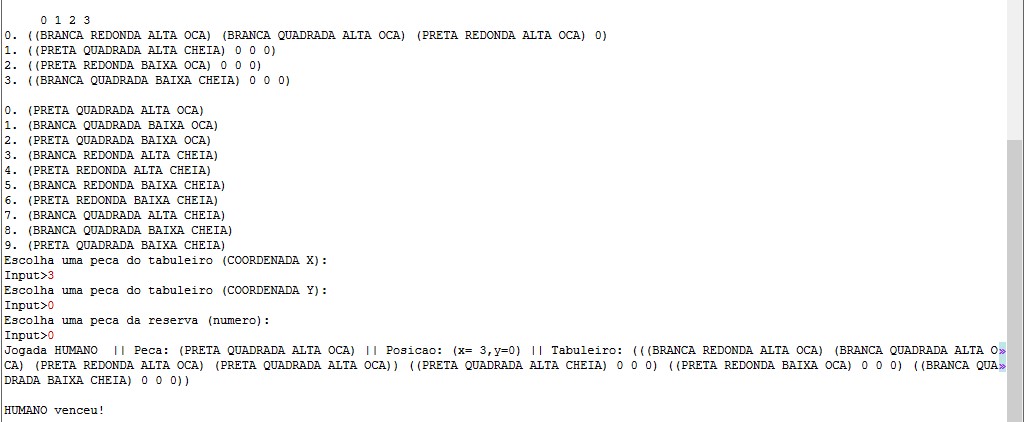 0 1 2 3
0. ((BRANCA REDONDA ALTA OCA) (BRANCA QUADRADA ALTA OCA) (PRETA REDONDA ALTA OCA) 0)
1. ((PRETA QUADRADA ALTA CHEIA) 0 0 0)
2. ((PRETA REDONDA BAIXA OCA) 0 0 0)
3. ((BRANCA QUADRADA BAIXA CHEIA) 0 0 0)
0. (PRETA QUADRADA ALTA OCA)
1. (BRANCA QUADRADA BAIXA OCA)
2. (PRETA QUADRADA BAIXA OCA)
3. (BRANCA REDONDA ALTA CHEIA)
4. (PRETA REDONDA ALTA CHEIA)
5. (BRANCA REDONDA BAIXA CHEIA)
6. (PRETA REDONDA BAIXA CHEIA)
7. (BRANCA QUADRADA ALTA CHEIA)
8. (BRANCA QUADRADA BAIXA CHEIA)
9. (PRETA QUADRADA BAIXA CHEIA)
Escolha uma peca do tabuleiro (COORDENADA X):
Input>3
Escolha uma peca do tabuleiro (COORDENADA Y):
Input>0
Escolha uma peca da reserva (numero):
Input>0
Jogada HUMANO || Peca: (PRETA QUADRADA ALTA OCA) || Posicao: (x= 3,y=0) || Tabuleiro: (((BRANCA REDONDA ALTA OCA) (BRANCA QUADRADA ALTA O»
CA) (PRETA REDONDA ALTA OCA) (PRETA QUADRADA ALTA OCA)) ((PRETA QUADRADA ALTA CHEIA) 0 0 0) ((PRETA REDONDA BAIXA OCA) 0 0 0) ((BRANCA QUA»
DRADA BAIXA CHEIA) 0 0 0))
HUMANO venceu!